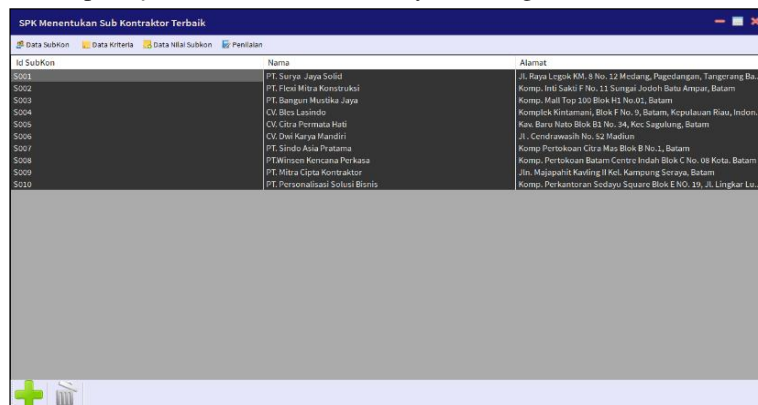 SPK Menentukan Sub Kontraktor Terbaik
Data SubKon Data Kriteria Data Nilai Subkon Penilaian
Id SubKon Nama Alamat
S001 PT. Surya Jaya Solid Jl. Raya Legok KM. 8 No. 12 Medang, Pagedangan, Tangerang Ba..
S002 PT. Flexi Mitra Konstruksi Komp. Inti Sakti F No. 11 Sungai Jodoh Batu Ampar, Batam
S003 PT. Bangun Mustika Jaya Komp. Mall Top 100 Blok H1 No.01, Batam
S004 CV. Bles Lasindo Komplek Kintamani, Blok F No. 9, Batam, Kepulauan Riau, Indon.
S005 CV. Citra Permata Hati Kav. Baru Nato Blok B1 No. 34, Kec Sagulung, Batam
S006 CV. Dwi Karya Mandiri Jl . Cendrawasih No. 52 Madiun
S007 PT. Sindo Asia Pratama Komp Pertokoan Citra Mas Blok B No.1, Batam
S008 PT.Winsen Kencana Perkasa Komp. Pertokoan Batam Centre Indah Blok C No. 08 Kota. Batam
S009 PT. Mitra Cipta Kontraktor Jln. Majapahit Kavling II Kel. Kampung Seraya, Batam
S010 PT. Personalisasi Solusi Bisnis Komp. Perkantoran Sedayu Square Blok E NO. 19, Jl. Lingkar Lu..